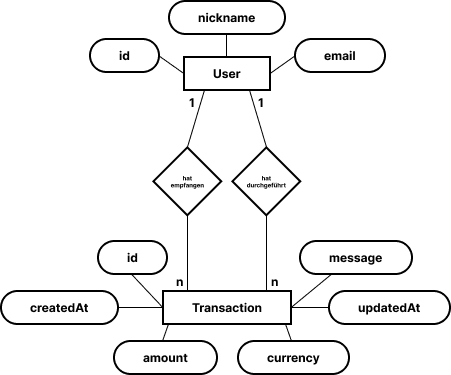 nickname
id
email
User
1
1
hat
empfangen
hat
durchgeführt
id
message
n
n
createdAt
Transaction
updatedAt
amount
currency